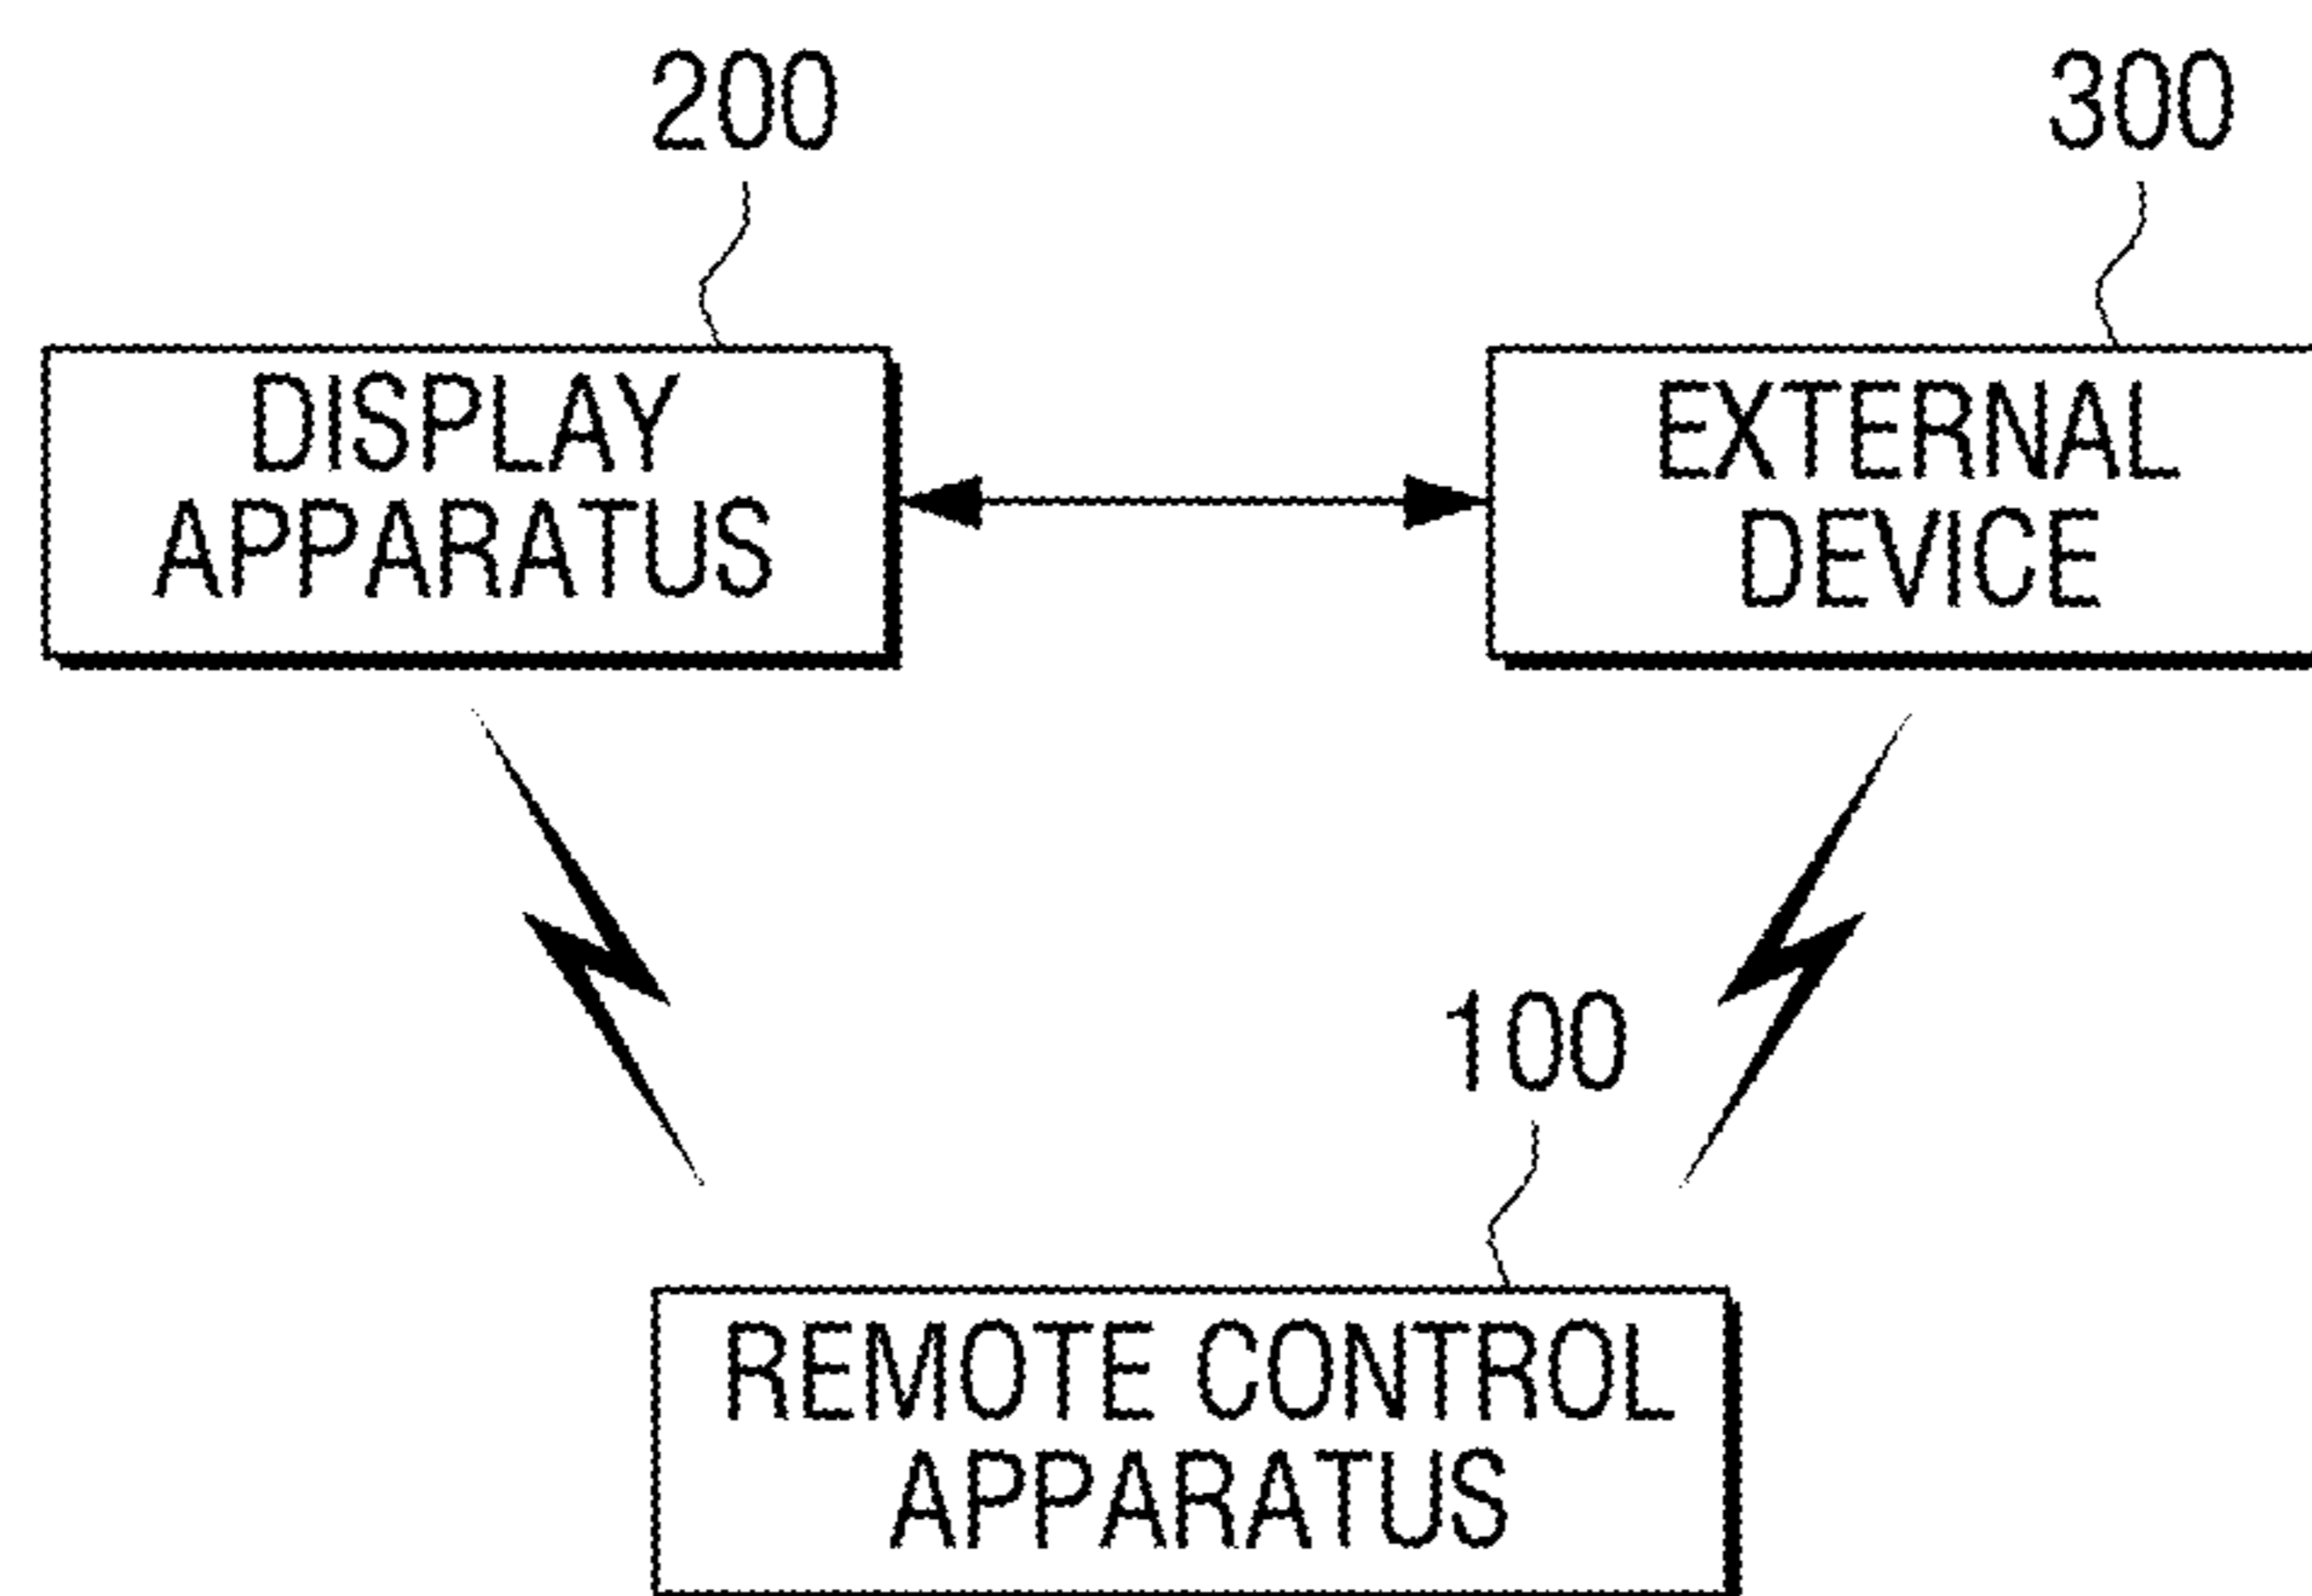 200
300
DISPLAY
APPARATUS
EXTERNAL
DEVICE
100
REMOTE CONTROL
APPARATUS